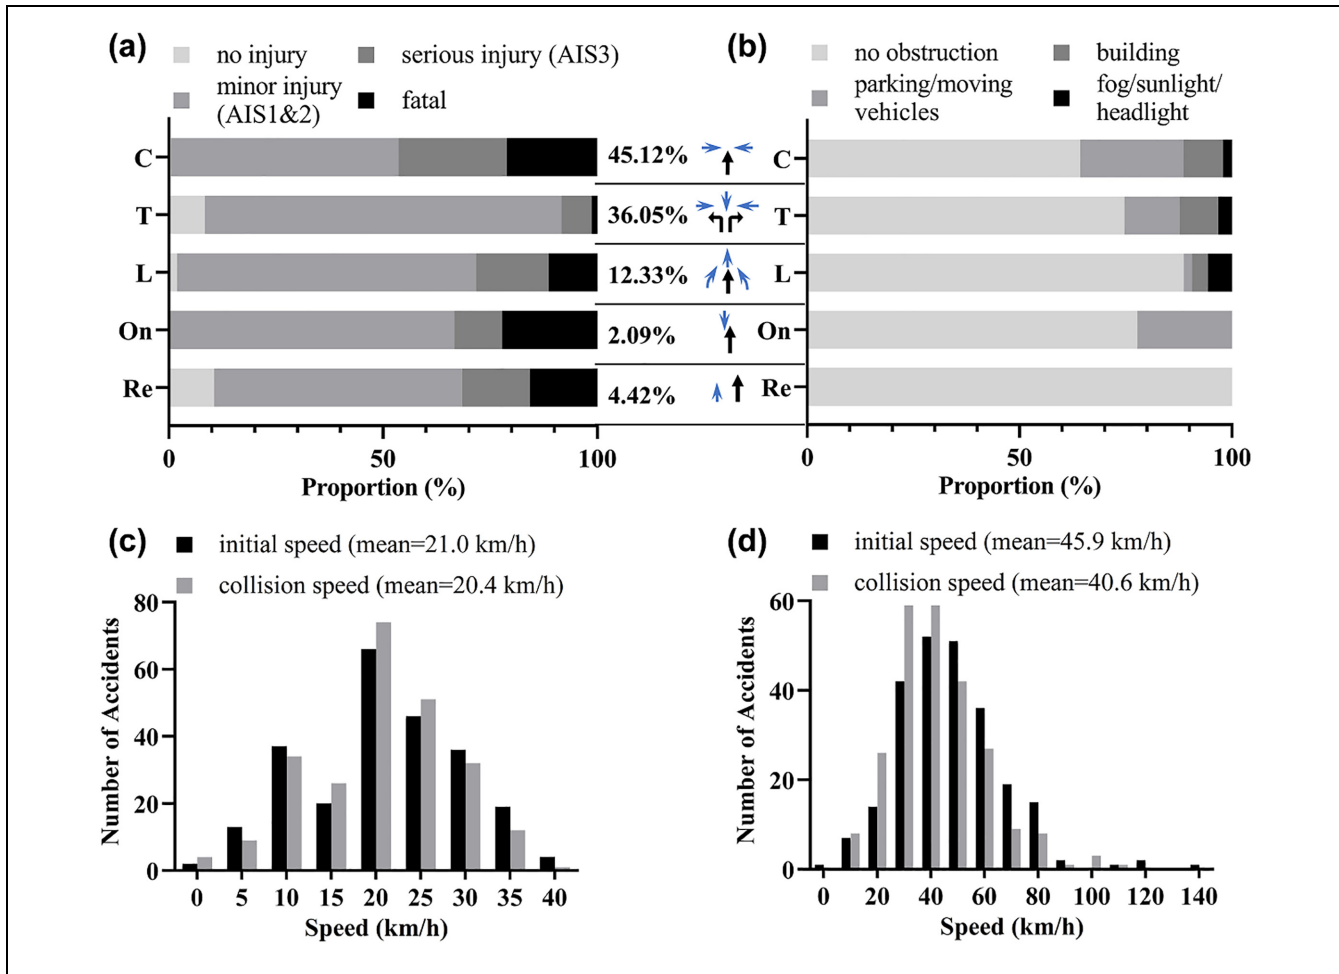 (a)
no injury
serious injury (AIS3)
minor injury
(AIS1&2)
fatal
C
T
L
On
Re
0
50
100
Proportion (%)
45.12%
36.05%
12.33%
2.09%
4.42%
(b)
no obstruction
building
parking/moving
vehicles
fog/sunlight/
headlight
C
T
L
On
Re
0
50
100
Proportion (%)
(c)
initial speed (mean=21.0 km/h)
collision speed (mean=20.4 km/h)
Number of Accidents
80
60
40
20
0
0 5 10 15 20 25 30 35 40
Speed (km/h)
(d)
initial speed (mean=45.9 km/h)
collision speed (mean=40.6 km/h)
Number of Accidents
60
40
20
0
0 20 40 60 80 100 120 140
Speed (km/h)